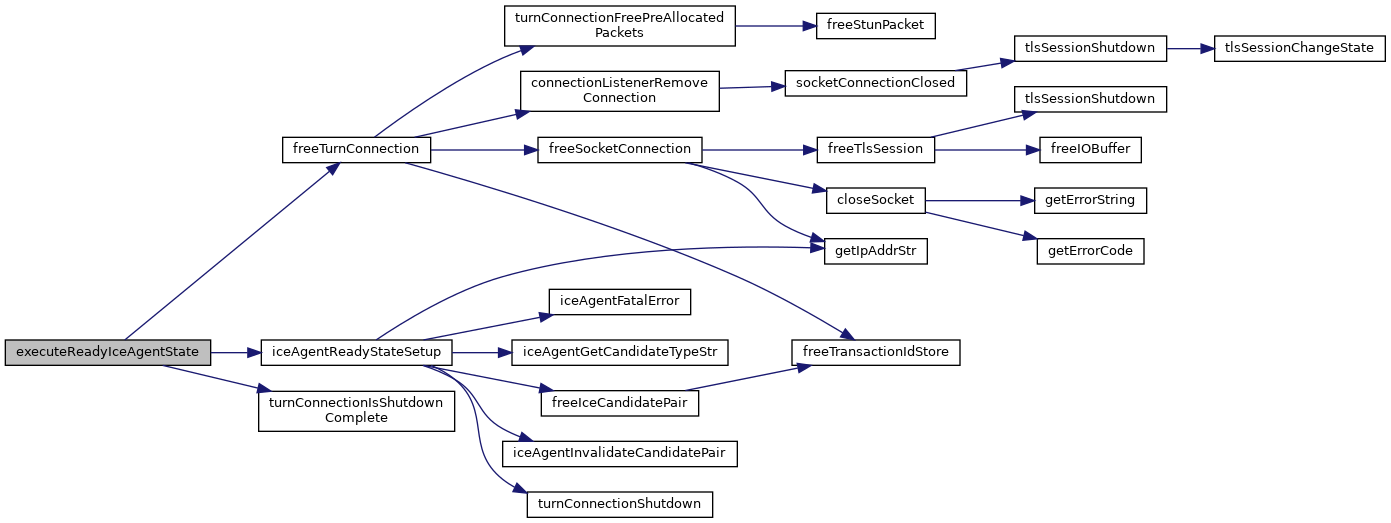 executeReadyIceAgentState
freeTurnConnection
iceAgentReadyStateSetup
turnConnectionIsShutdown
Complete
turnConnectionFreePreAllocated
Packets
connectionListenerRemove
Connection
freeSocketConnection
iceAgentFatalError
iceAgentGetCandidateTypeStr
freeIceCandidatePair
iceAgentInvalidateCandidatePair
turnConnectionShutdown
freeStunPacket
socketConnectionClosed
freeTlsSession
closeSocket
getIpAddrStr
freeTransactionIdStore
tlsSessionShutdown
tlsSessionShutdown
freeIOBuffer
getErrorString
getErrorCode
tlsSessionChangeState